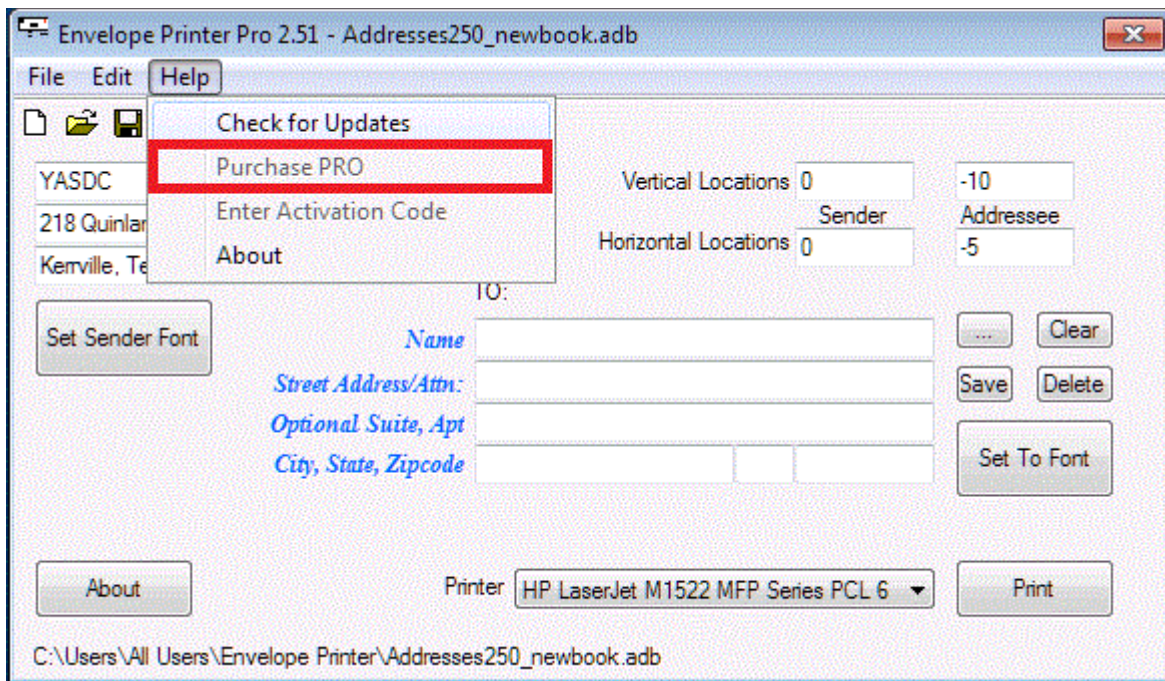 Envelope Printer Pro 2.51 - Addresses250_newbook.adb
File Edit Help
Check for Updates
Purchase PRO
Enter Activation Code
About
YASDC
218 Quinlan
Kerrville, Te
Vertical Locations 0 -10
Sender Addressee
Horizontal Locations 0 -5
Set Sender Font
TO:
Name
Street Address/Attn:
Optional Suite, Apt
City, State, Zipcode
... Clear
Save Delete
Set To Font
About
Printer HP LaserJet M1522 MFP Series PCL 6
Print
C:\Users\All Users\Envelope Printer\Addresses250_newbook.adb